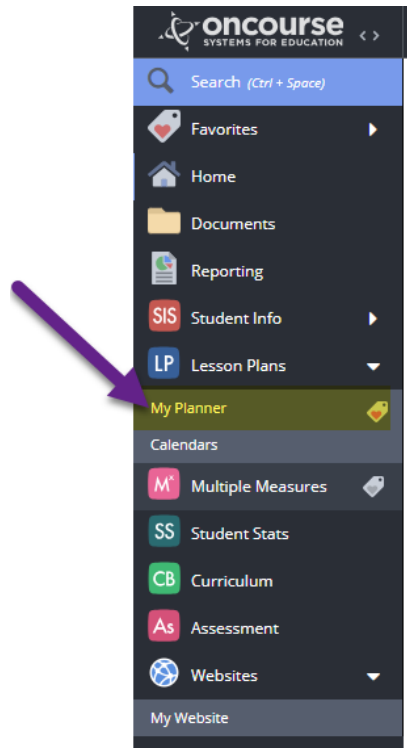 oncourse
SYSTEMS FOR EDUCATION
Search (Ctrl + Space)
Favorites
Home
Documents
Reporting
SIS Student Info
LP Lesson Plans
My Planner
Calendars
Mx Multiple Measures
SS Student Stats
CB Curriculum
As Assessment
Websites
My Website